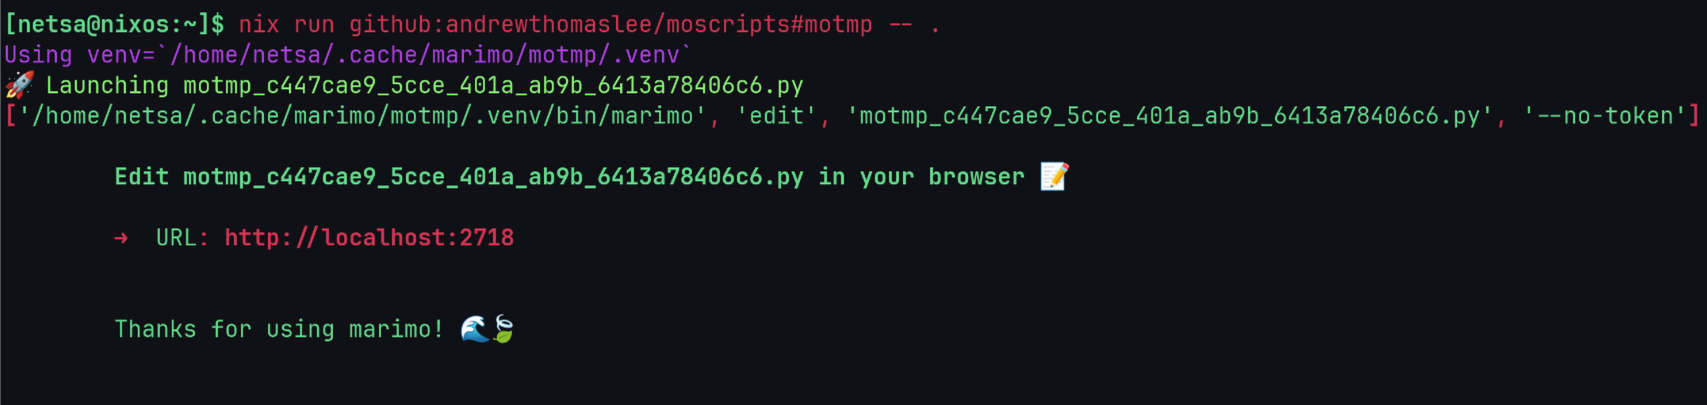 [netsa@nixos:~]$ nix run github:andrewthomaslee/moscripts#motmp -- .
Using venv=`/home/netsa/.cache/marimo/motmp/.venv`
🚀 Launching motmp_c447cae9_5cce_401a_ab9b_6413a78406c6.py
['/home/netsa/.cache/marimo/motmp/.venv/bin/marimo', 'edit', 'motmp_c447cae9_5cce_401a_ab9b_6413a78406c6.py', '--no-token']
Edit motmp_c447cae9_5cce_401a_ab9b_6413a78406c6.py in your browser 📝
➜  URL: http://localhost:2718
Thanks for using marimo! 🌊🍃